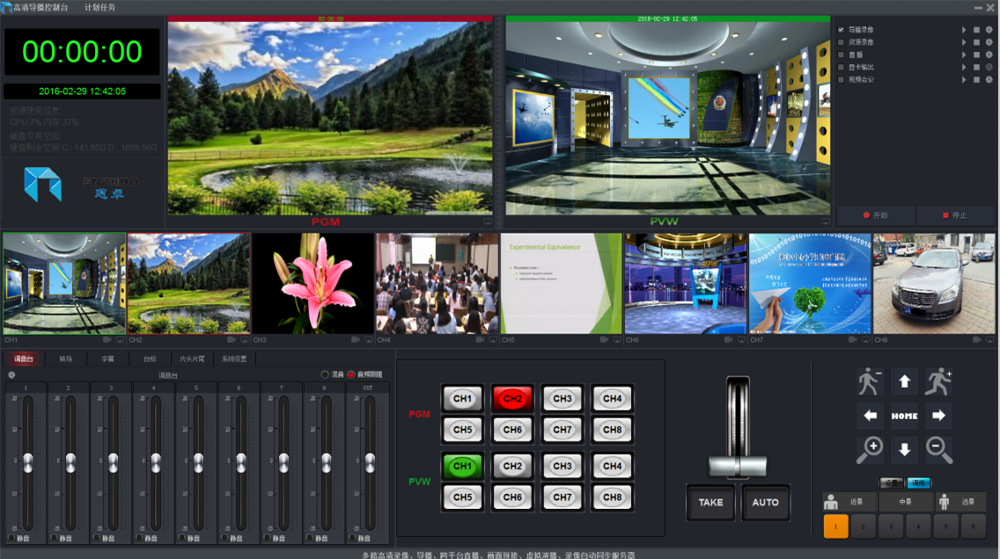 高清导播控制台 计划任务
00:00:00
2016-02-29 12:42:05
00:00:00
2016-02-29 12:42:05
资源使用信息
CPU:7% 内存:37%
硬盘可用空间:
硬盘剩余空间 C : 141.85G D : 1669.56G
ENZHUO
恩卓
PGM
PVW
导播录像
资源录像
直播
显卡输出
视频会议
开始
停止
Experimental Equivalence
CH1
CH2
CH3
CH4
CH5
CH6
CH7
CH8
调音台 转场 字幕 台标 片头片尾 系统设置
调音台
混音 音频跟随
1 2 3 4 5 6 7 8 OUT
静音 静音 静音 静音 静音 静音 静音 静音 静音
PGM
CH1 CH2 CH3 CH4
CH5 CH6 CH7 CH8
PVW
CH1 CH2 CH3 CH4
CH5 CH6 CH7 CH8
TAKE AUTO
HOME
设置 调用
近景 中景 远景
1 2 3 4 5 6
多路高清录像、导播、跨平台直播、画面拼接、虚拟演播、录像自动同步服务器